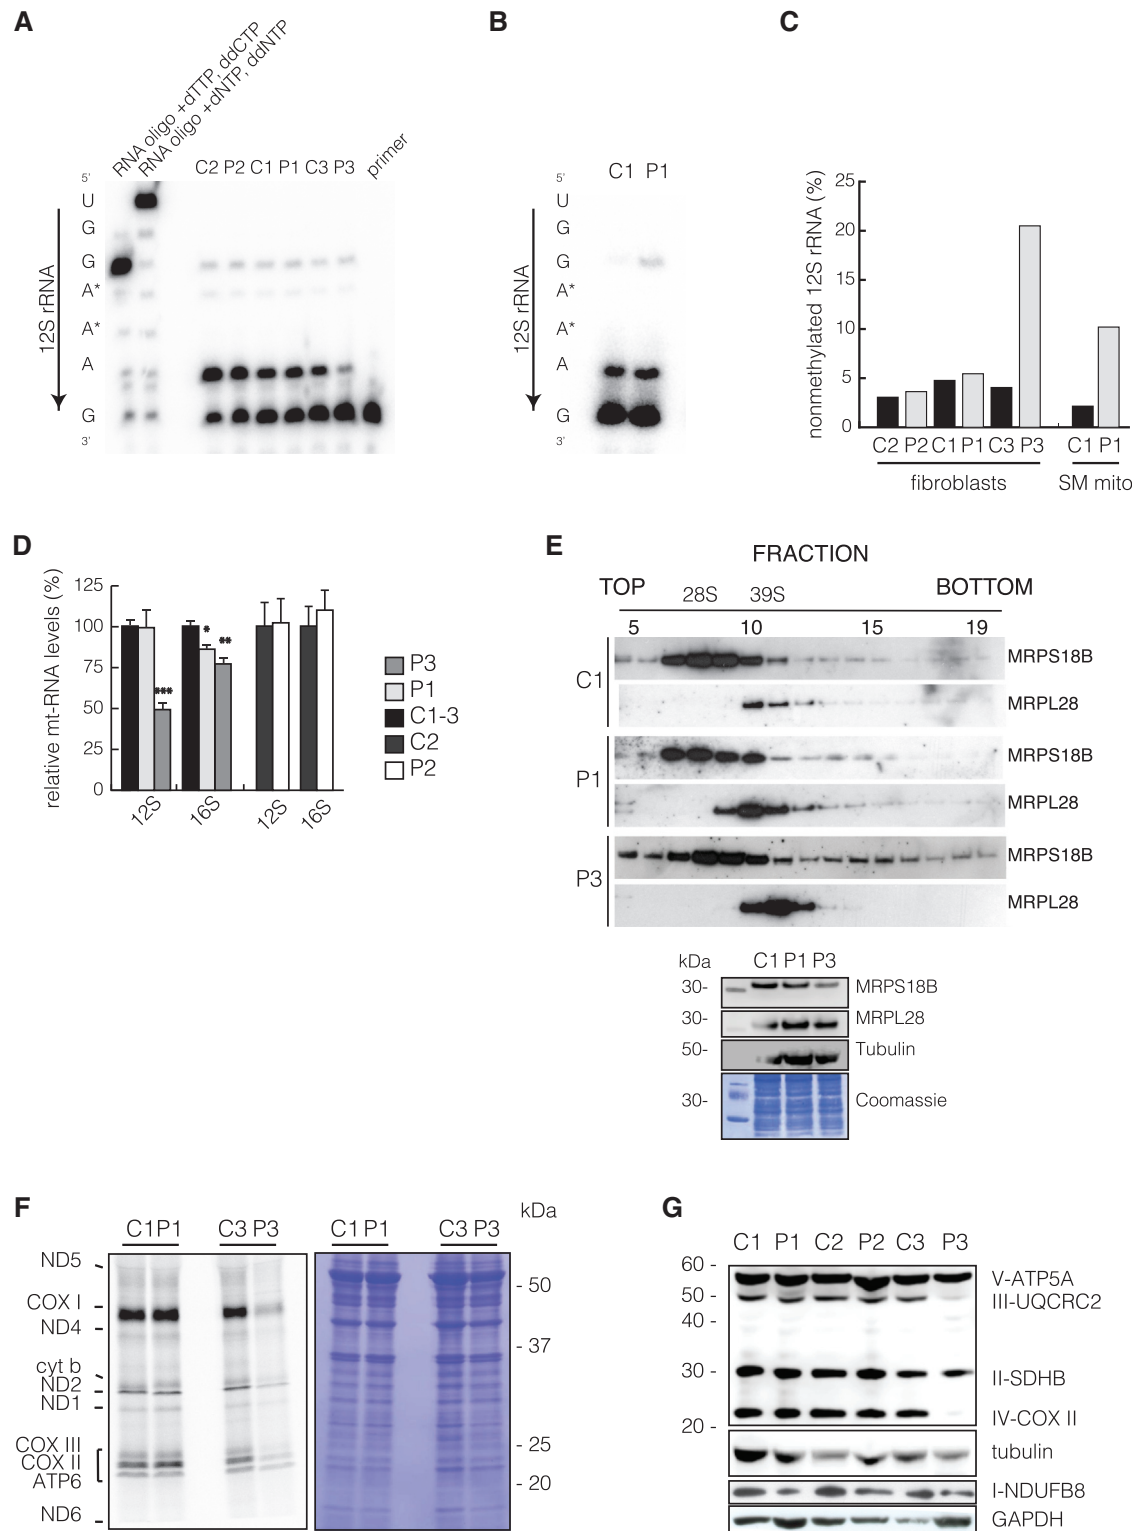 A
B
C
RNA oligo +dTTP, ddCTP
RNA oligo +dNTP, ddNTP
C2 P2 C1 P1 C3 P3 primer
5'
U
G
G
A*
A*
A
G
3'
12S rRNA
C1 P1
5'
U
G
G
A*
A*
A
G
3'
12S rRNA
nonmethylated 12S rRNA (%)
25
20
15
10
5
0
C2 P2 C1 P1 C3 P3 C1 P1
fibroblasts SM mito
D
relative mt-RNA levels (%)
125
100
75
50
25
0
***
*
**
12S 16S 12S 16S
P3
P1
C1-3
C2
P2
E
FRACTION
TOP 28S 39S BOTTOM
5 10 15 19
C1
MRPS18B
MRPL28
P1
MRPS18B
MRPL28
P3
MRPS18B
MRPL28
kDa C1 P1 P3
30- MRPS18B
30- MRPL28
50- Tubulin
30- Coomassie
F
C1 P1 C3 P3 C1 P1 C3 P3 kDa
ND5
COX I
ND4
cyt b
ND2
ND1
COX III
COX II
ATP6
ND6
- 50
- 37
- 25
- 20
G
C1 P1 C2 P2 C3 P3
60 -
50 -
40 -
30 -
20 -
V-ATP5A
III-UQCRC2
II-SDHB
IV-COX II
tubulin
I-NDUFB8
GAPDH